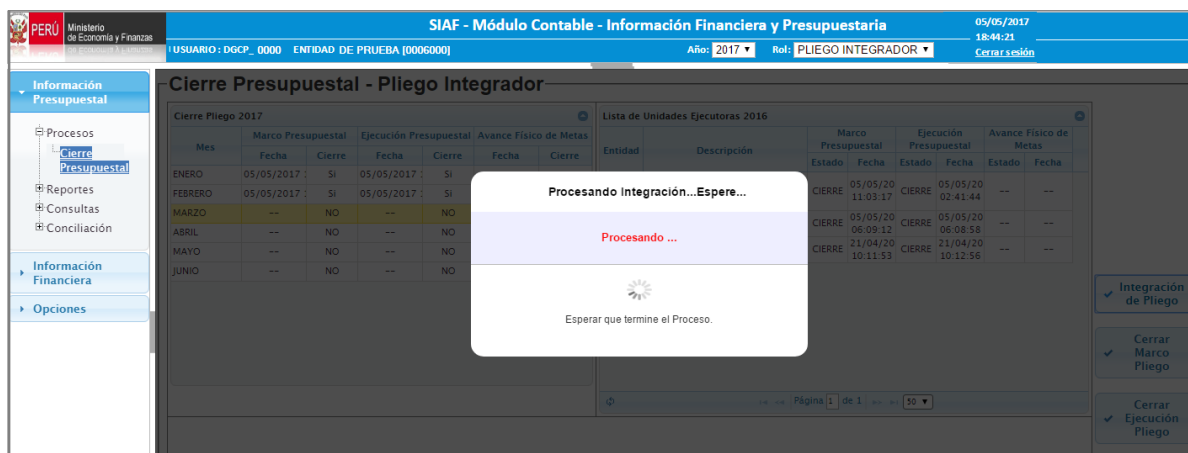 PERÚ
Ministerio
de Economía y Finanzas
SIAF - Módulo Contable - Información Financiera y Presupuestaria
05/05/2017
18:44:21
USUARIO : DGCP_ 0000 ENTIDAD DE PRUEBA [0006000]
Año: 2017
Rol: PLIEGO INTEGRADOR
Cerrar sesión
Información
Presupuestal
Procesos
Cierre
Presupuestal
Reportes
Consultas
Conciliación
Información
Financiera
Opciones
Cierre Presupuestal - Pliego Integrador
Cierre Pliego 2017
Mes Marco Presupuestal Ejecución Presupuestal Avance Físico de Metas
Fecha Cierre Fecha Cierre Fecha Cierre
ENERO 05/05/2017 : Si 05/05/2017 : Si
FEBRERO 05/05/2017 : Si 05/05/2017 : Si
MARZO -- NO -- NO
ABRIL -- NO -- NO
MAYO -- NO -- NO
JUNIO -- NO -- NO
Lista de Unidades Ejecutoras 2016
Entidad Descripción Marco Presupuestal Ejecución Presupuestal Avance Físico de Metas
Estado Fecha Estado Fecha Estado Fecha
CIERRE 05/05/20 11:03:17 CIERRE 05/05/20 02:41:44 -- --
CIERRE 05/05/20 06:09:12 CIERRE 05/05/20 06:08:58 -- --
CIERRE 21/04/20 10:11:53 CIERRE 21/04/20 10:12:56 -- --
Procesando Integración...Espere...
Procesando ...
Esperar que termine el Proceso.
Página 1 de 1 50
Integración
de Pliego
Cerrar
Marco
Pliego
Cerrar
Ejecución
Pliego